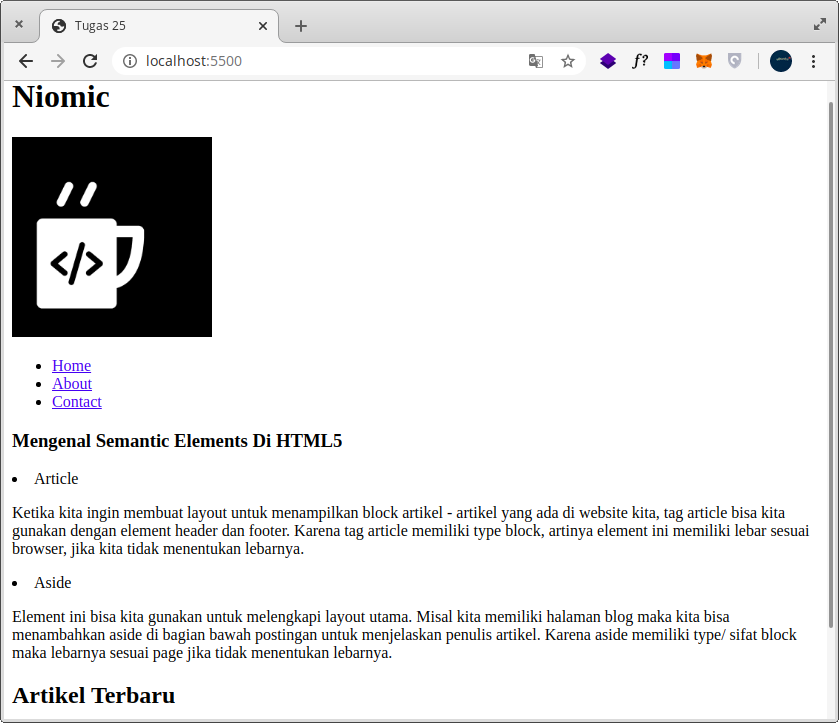 Tugas 25
localhost:5500
f?
Niomic
</>
Home
About
Contact
Mengenal Semantic Elements Di HTML5
Article
Ketika kita ingin membuat layout untuk menampilkan block artikel - artikel yang ada di website kita, tag article bisa kita
gunakan dengan element header dan footer. Karena tag article memiliki type block, artinya element ini memiliki lebar sesuai
browser, jika kita tidak menentukan lebarnya.
Aside
Element ini bisa kita gunakan untuk melengkapi layout utama. Misal kita memiliki halaman blog maka kita bisa
menambahkan aside di bagian bawah postingan untuk menjelaskan penulis artikel. Karena aside memiliki type/ sifat block
maka lebarnya sesuai page jika tidak menentukan lebarnya.
Artikel Terbaru